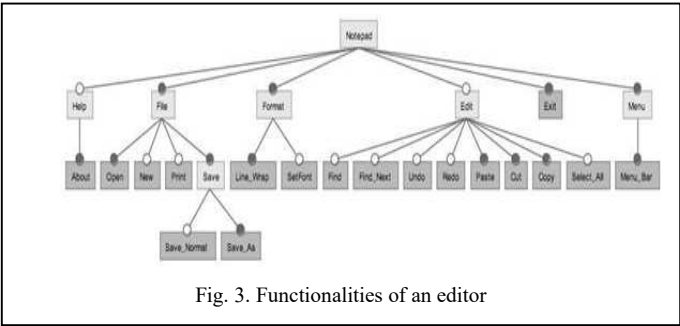 Notepad
Help File Format Edit Exit Menu
About Open New Print Save Line_Wrap SetFont Find Find_Next Undo Redo Paste Cut Copy Select_All Menu_Bar
Save_Normal Save_As
Fig. 3. Functionalities of an editor